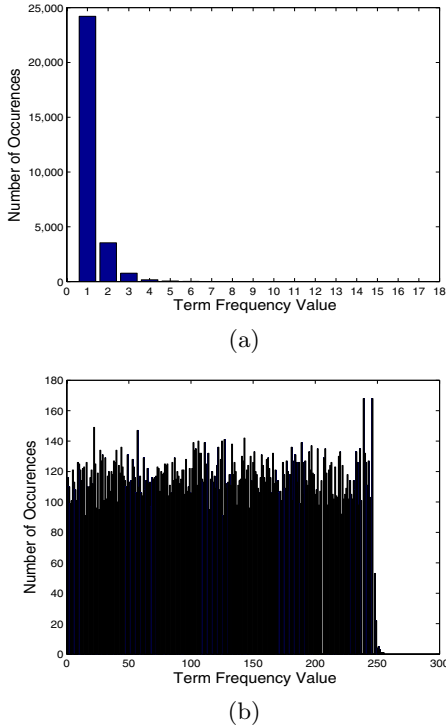 25,000
20,000
15,000
10,000
5,000
0
Number of Occurences
0 1 2 3 4 5 6 7 8 9 10 11 12 13 14 15 16 17 18
Term Frequency Value
(a)
180
160
140
120
100
80
60
40
20
0
Number of Occurences
0 50 100 150 200 250 300
Term Frequency Value
(b)